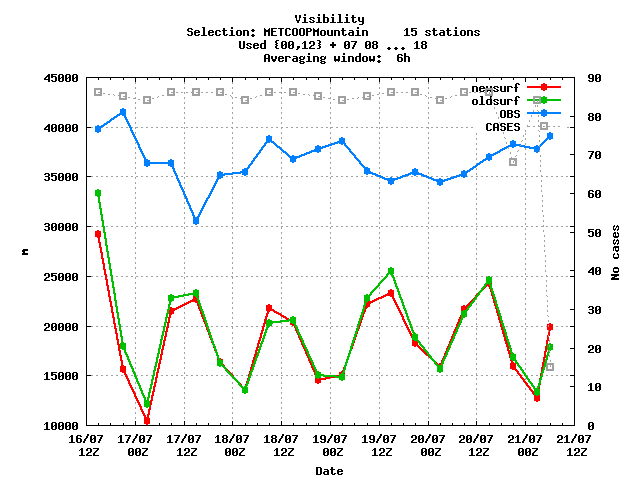 Visibility
Selection: METCOOPMountain 15 stations
Used {00,12} + 07 08 ... 18
Averaging window: 6h
newsurf
oldsurf
OBS
CASES
45000
40000
35000
30000
25000
20000
15000
10000
m
90
80
70
60
50
40
30
20
10
0
No cases
16/07 17/07 17/07 18/07 18/07 19/07 19/07 20/07 20/07 21/07 21/07
12Z 00Z 12Z 00Z 12Z 00Z 12Z 00Z 12Z 00Z 12Z
Date